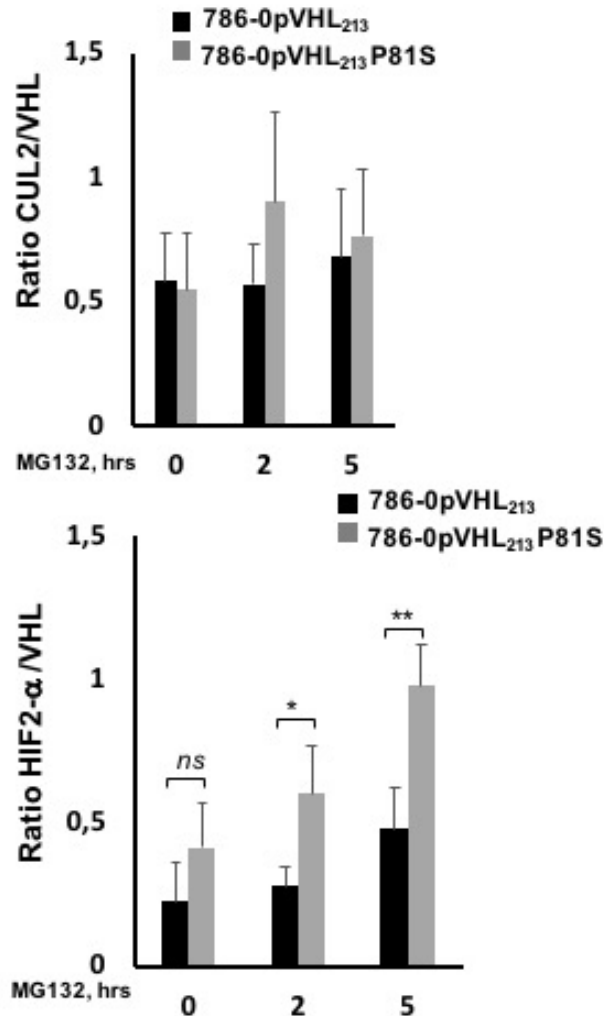 786-0pVHL₂₁₃
786-0pVHL₂₁₃P81S
Ratio CUL2/VHL
1,5
1
0,5
0
MG132, hrs 0 2 5
786-0pVHL₂₁₃
786-0pVHL₂₁₃P81S
Ratio HIF2-α/VHL
1,5
1
0,5
0
ns * **
MG132, hrs 0 2 5